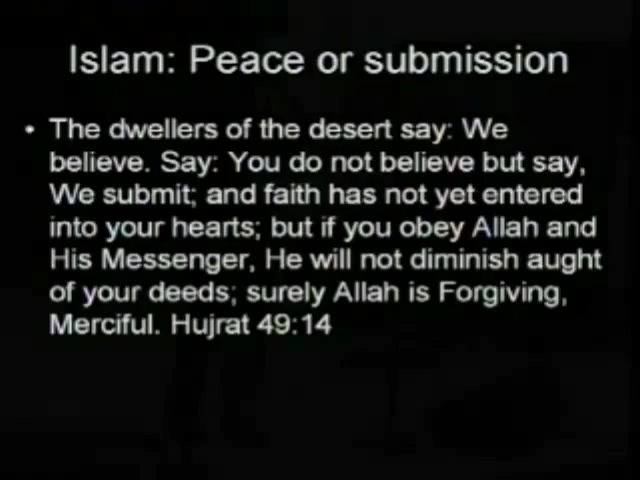 Islam: Peace or submission
• The dwellers of the desert say: We
believe. Say: You do not believe but say,
We submit; and faith has not yet entered
into your hearts; but if you obey Allah and
His Messenger, He will not diminish aught
of your deeds; surely Allah is Forgiving,
Merciful. Hujrat 49:14